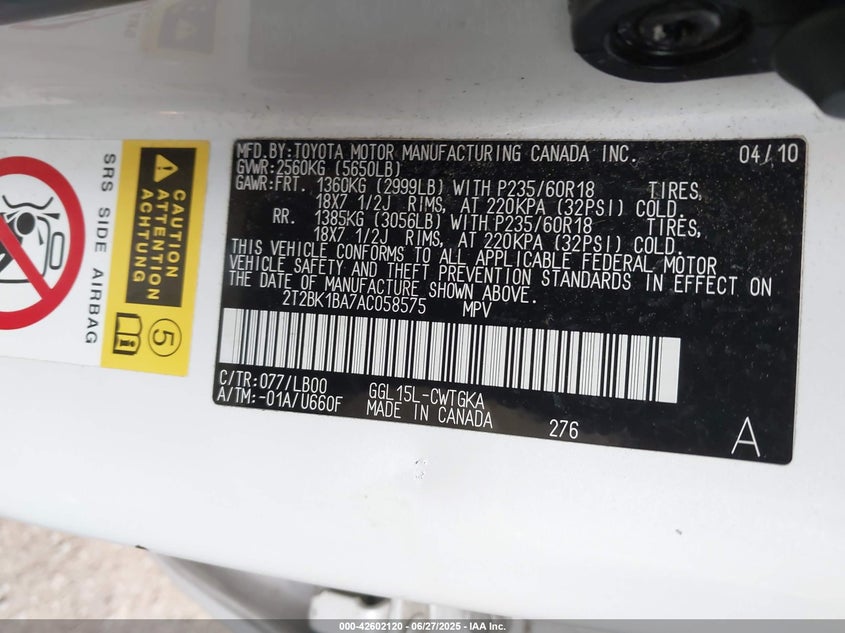 MFD.BY:TOYOTA MOTOR MANUFACTURING CANADA INC. 04/10
GVWR:2560KG (5650LB)
GAWR:FRT. 1360KG (2999LB) WITH P235/60R18 TIRES,
18X7 1/2J RIMS, AT 220KPA (32PSI) COLD.
RR. 1385KG (3056LB) WITH P235/60R18 TIRES,
18X7 1/2J RIMS, AT 220KPA (32PSI) COLD.
THIS VEHICLE CONFORMS TO ALL APPLICABLE FEDERAL MOTOR
VEHICLE SAFETY AND THEFT PREVENTION STANDARDS IN EFFECT ON
THE DATE OF MANUFACTURE SHOWN ABOVE.
2T2BK1BA7AC058575 MPV
C/TR:077/LB00 GGL15L-CWTGKA
A/TM:-01A/U660F MADE IN CANADA 276 A
SRS SIDE AIRBAG
CAUTION
ATTENTION
ACHTUNG
5
000-42602120 - 06/27/2025 - IAA Inc.